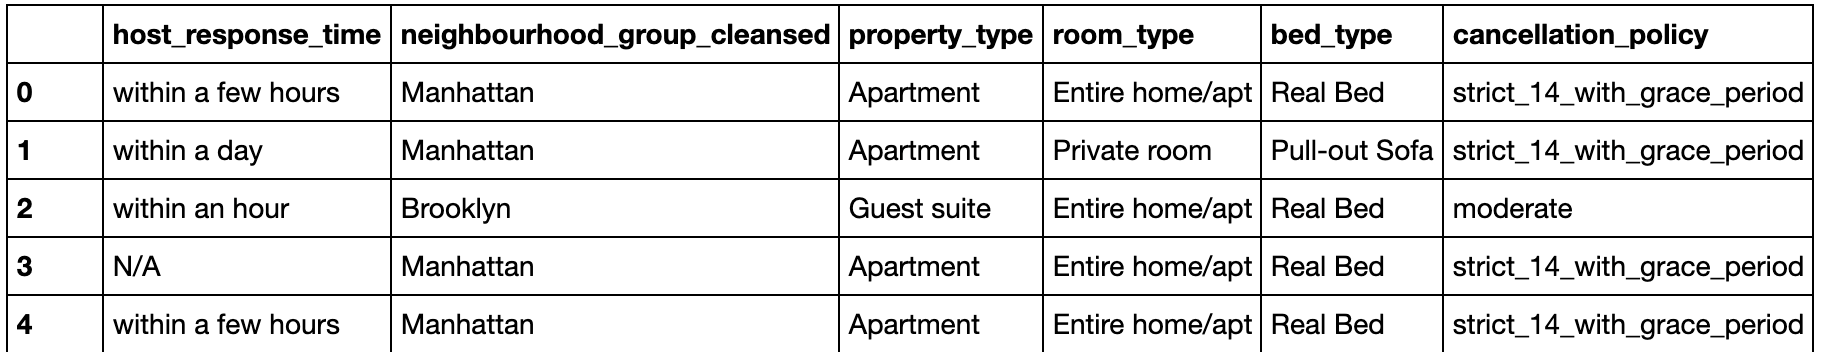 host_response_time neighbourhood_group_cleansed property_type room_type bed_type cancellation_policy
0 within a few hours Manhattan Apartment Entire home/apt Real Bed strict_14_with_grace_period
1 within a day Manhattan Apartment Private room Pull-out Sofa strict_14_with_grace_period
2 within an hour Brooklyn Guest suite Entire home/apt Real Bed moderate
3 N/A Manhattan Apartment Entire home/apt Real Bed strict_14_with_grace_period
4 within a few hours Manhattan Apartment Entire home/apt Real Bed strict_14_with_grace_period